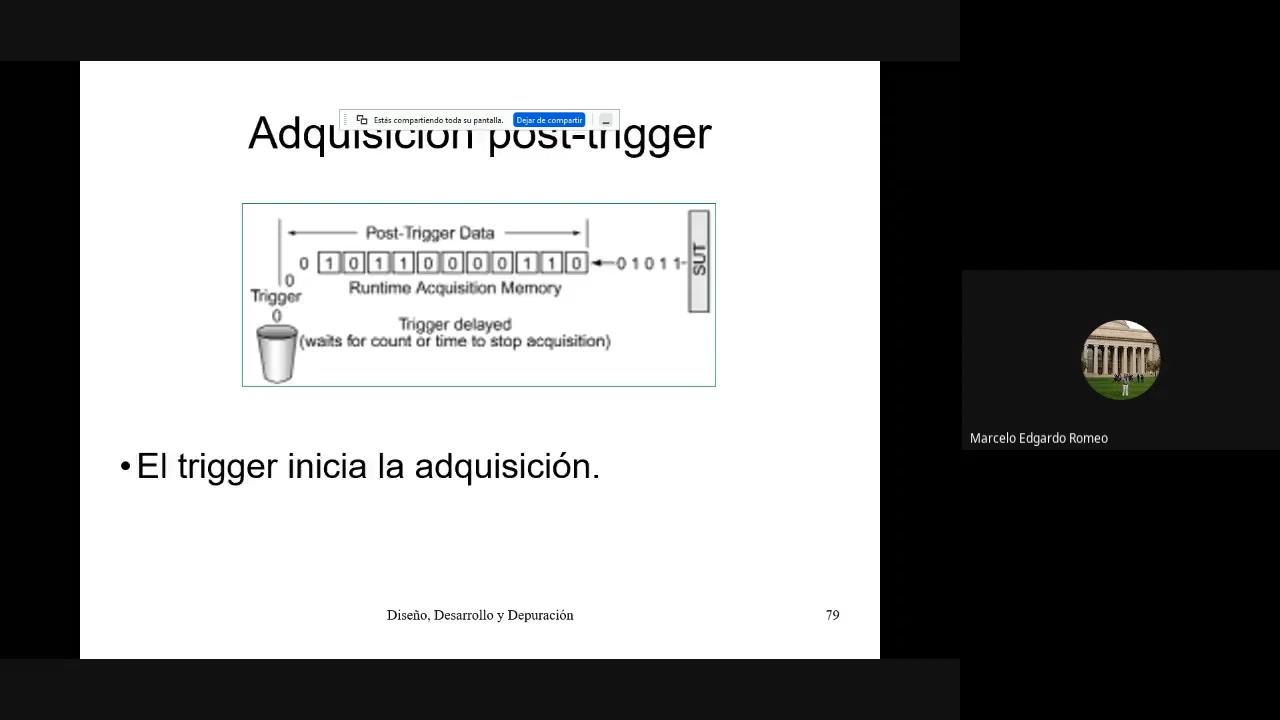 Estás compartiendo toda su pantalla. Dejar de compartir
Adquisición post-trigger
Post-Trigger Data
0 1 0 1 1 0 0 0 0 1 1 0 0 1 0 1 1
SUT
0
Trigger
Runtime Acquisition Memory
0
Trigger delayed
(waits for count or time to stop acquisition)
•El trigger inicia la adquisición.
Marcelo Edgardo Romeo
Diseño, Desarrollo y Depuración
79